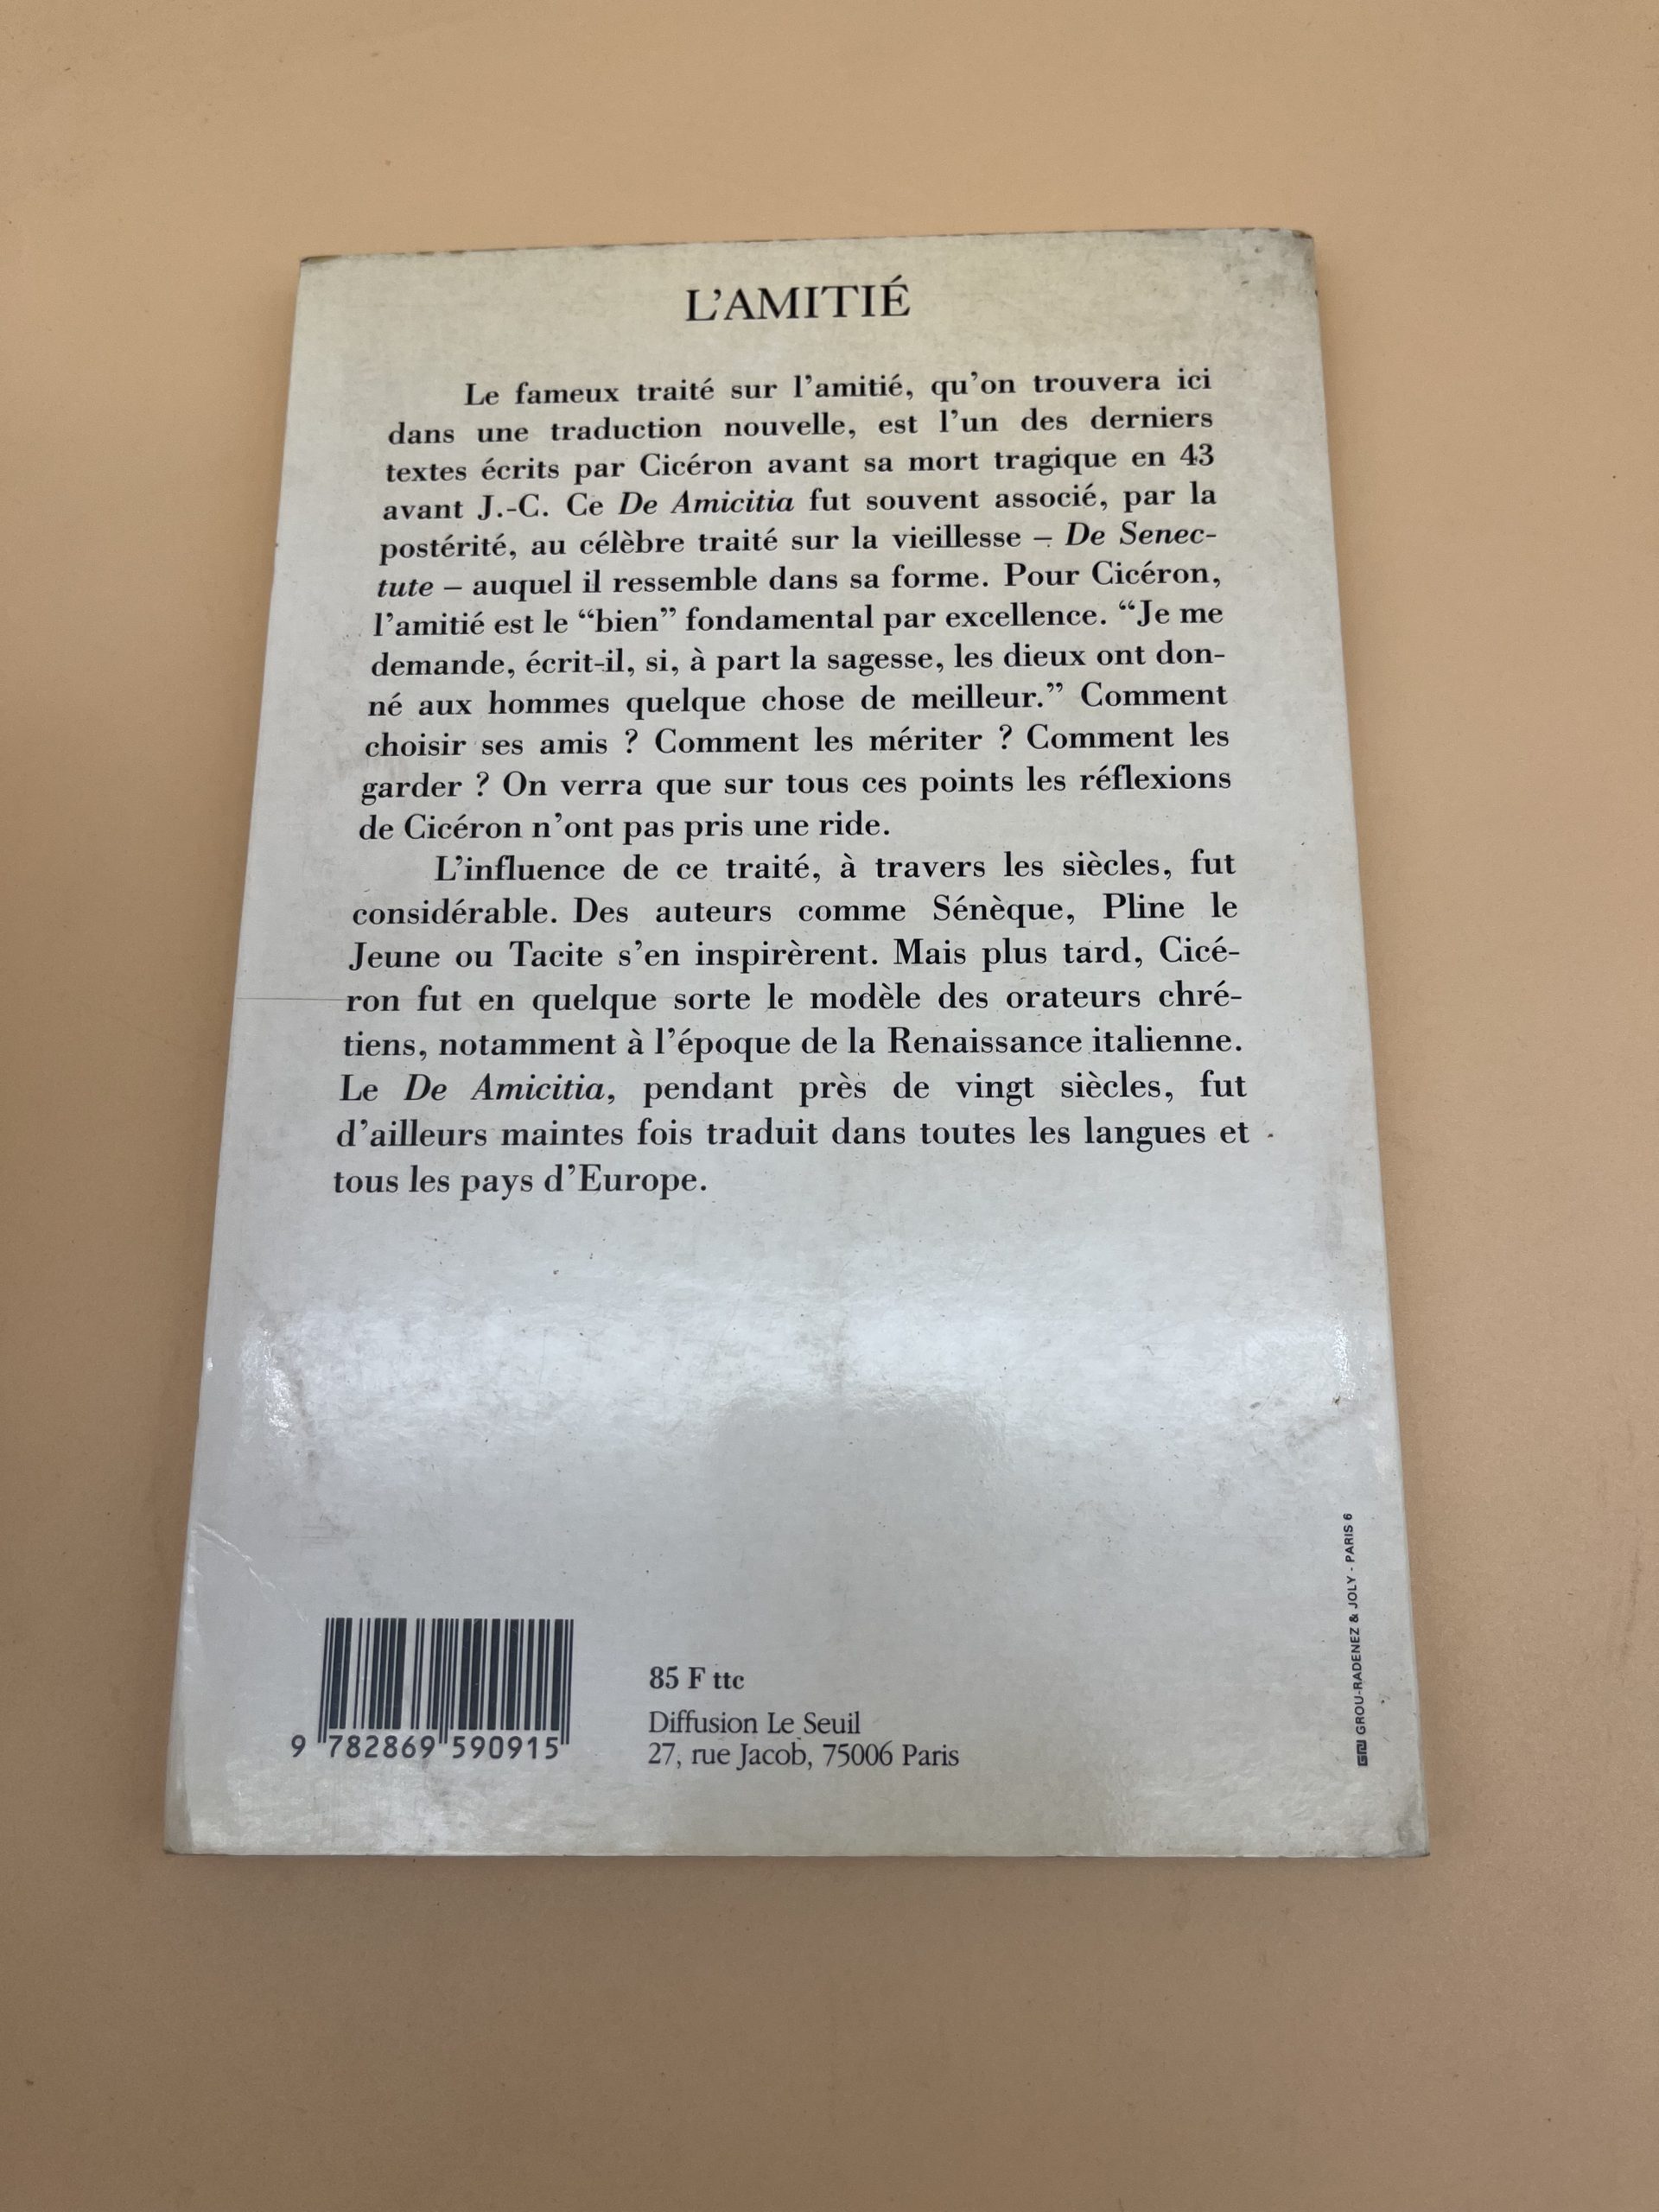 L'AMITIÉ
Le fameux traité sur l'amitié, qu'on trouvera ici
dans une traduction nouvelle, est l'un des derniers
textes écrits par Cicéron avant sa mort tragique en 43
avant J.-C. Ce De Amicitia fut souvent associé, par la
postérité, au célèbre traité sur la vieillesse – De Senec-
tute – auquel il ressemble dans sa forme. Pour Cicéron,
l'amitié est le “bien” fondamental par excellence. “Je me
demande, écrit-il, si, à part la sagesse, les dieux ont don-
né aux hommes quelque chose de meilleur.” Comment
choisir ses amis ? Comment les mériter ? Comment les
garder ? On verra que sur tous ces points les réflexions
de Cicéron n'ont pas pris une ride.
L'influence de ce traité, à travers les siècles, fut
considérable. Des auteurs comme Sénèque, Pline le
Jeune ou Tacite s'en inspirèrent. Mais plus tard, Cicé-
ron fut en quelque sorte le modèle des orateurs chré-
tiens, notamment à l'époque de la Renaissance italienne.
Le De Amicitia, pendant près de vingt siècles, fut
d'ailleurs maintes fois traduit dans toutes les langues et
tous les pays d'Europe.
9 782869 590915
85 F ttc
Diffusion Le Seuil
27, rue Jacob, 75006 Paris
GROU-RADENEZ & JOLY - PARIS 6